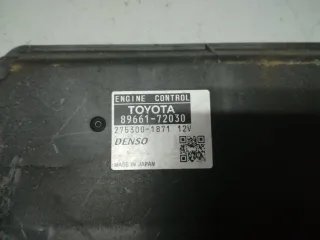 ENGINE CONTROL
TOYOTA
89661-72030
275300-1871 12V
DENSO
MADE IN JAPAN